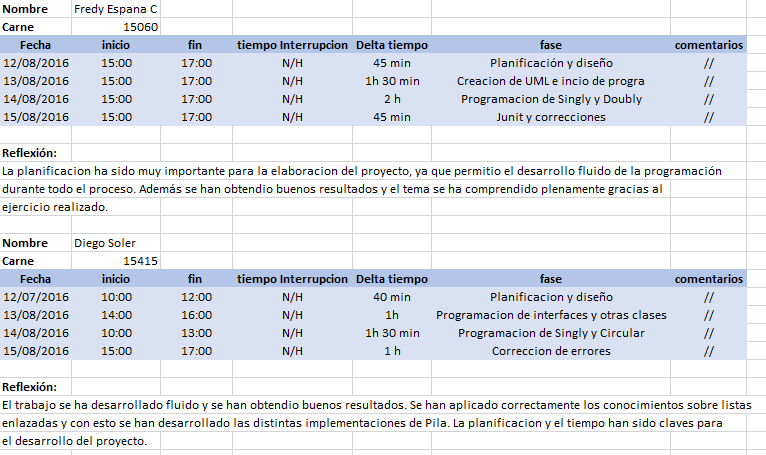 Nombre Fredy Espana C
Carne 15060
Fecha inicio fin tiempo Interrupcion Delta tiempo fase comentarios
12/08/2016 15:00 17:00 N/H 45 min Planificación y diseño //
13/08/2016 15:00 17:00 N/H 1h 30 min Creacion de UML e incio de progra //
14/08/2016 15:00 17:00 N/H 2 h Programacion de Singly y Doubly //
15/08/2016 15:00 17:00 N/H 45 min Junit y correcciones //
Reflexión:
La planificacion ha sido muy importante para la elaboracion del proyecto, ya que permitio el desarrollo fluido de la programación
durante todo el proceso. Además se han obtendio buenos resultados y el tema se ha comprendido plenamente gracias al
ejercicio realizado.
Nombre Diego Soler
Carne 15415
Fecha inicio fin tiempo Interrupcion Delta tiempo fase comentarios
12/07/2016 10:00 12:00 N/H 40 min Planificacion y diseño //
13/08/2016 14:00 16:00 N/H 1h Programacion de interfaces y otras clases //
14/08/2016 10:00 13:00 N/H 1h 30 min Programacion de Singly y Circular //
15/08/2016 15:00 17:00 N/H 1 h Correccion de errores //
Reflexión:
El trabajo se ha desarrollado fluido y se han obtendio buenos resultados. Se han aplicado correctamente los conocimientos sobre listas
enlazadas y con esto se han desarrollado las distintas implementaciones de Pila. La planificacion y el tiempo han sido claves para
el desarrollo del proyecto.